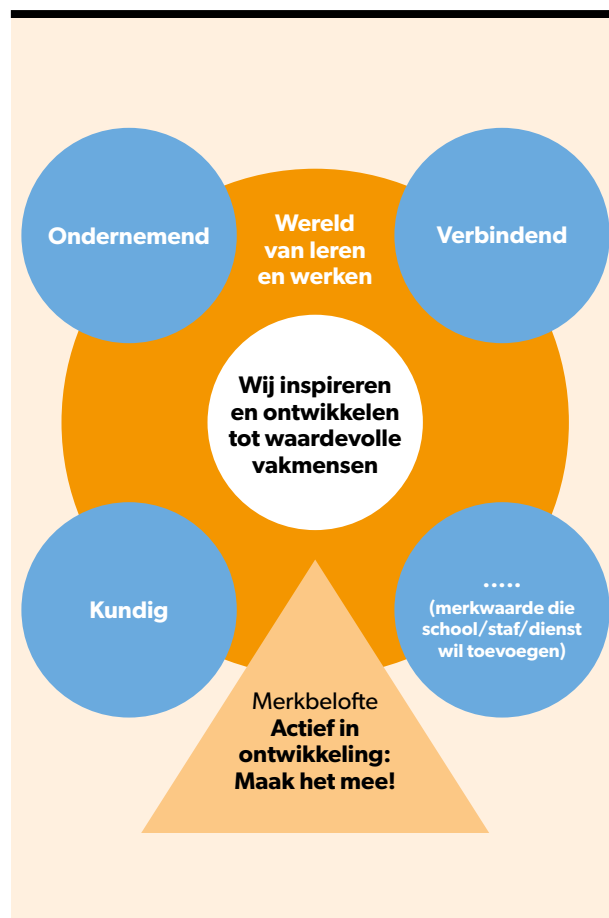 Ondernemend
Wereld
van leren
en werken
Verbindend
Wij inspireren
en ontwikkelen
tot waardevolle
vakmensen
Kundig
.....
(merkwaarde die
school/staf/dienst
wil toevoegen)
Merkbelofte
Actief in
ontwikkeling:
Maak het mee!